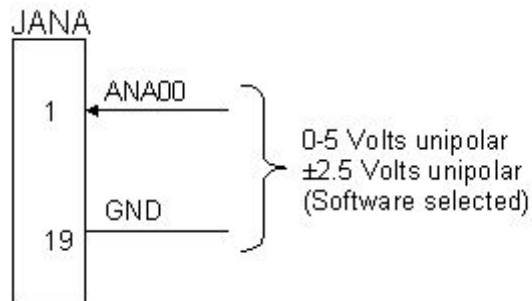 JANA
1
ANA00
0-5 Volts unipolar
±2.5 Volts unipolar
(Software selected)
GND
19